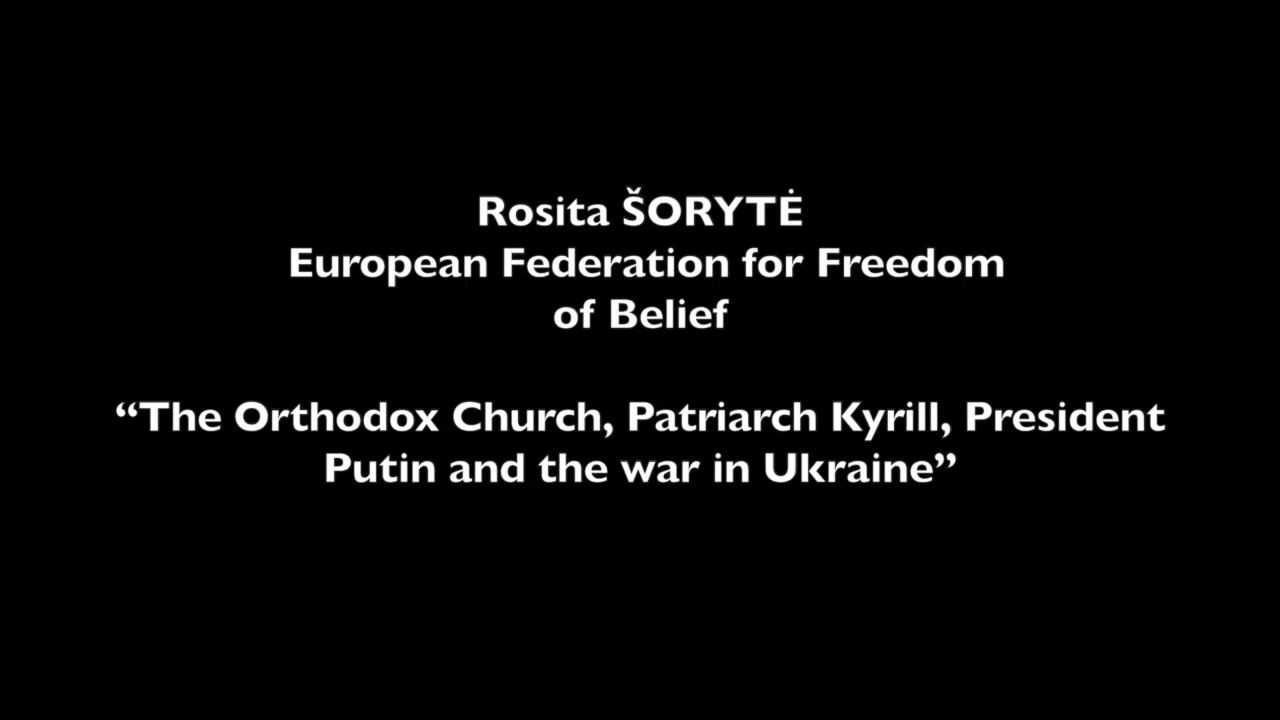 Rosita ŠORYTĖ
European Federation for Freedom
of Belief
“The Orthodox Church, Patriarch Kyrill, President
Putin and the war in Ukraine”